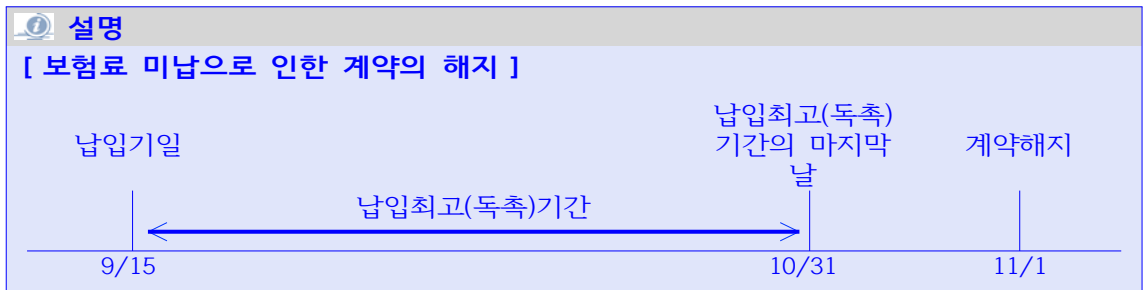 설명
[ 보험료 미납으로 인한 계약의 해지 ]
납입기일
납입최고(독촉)
기간의 마지막
날
계약해지
납입최고(독촉)기간
9/15
10/31
11/1